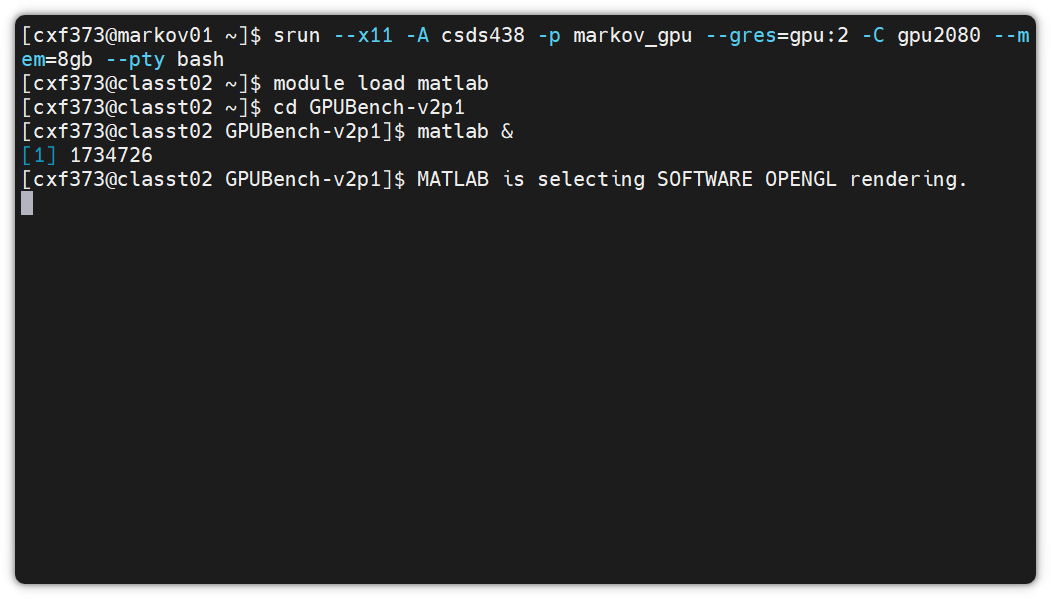 [cxf373@markov01 ~]$ srun --x11 -A csds438 -p markov_gpu --gres=gpu:2 -C gpu2080 --m
em=8gb --pty bash
[cxf373@classt02 ~]$ module load matlab
[cxf373@classt02 ~]$ cd GPUBench-v2p1
[cxf373@classt02 GPUBench-v2p1]$ matlab &
[1] 1734726
[cxf373@classt02 GPUBench-v2p1]$ MATLAB is selecting SOFTWARE OPENGL rendering.